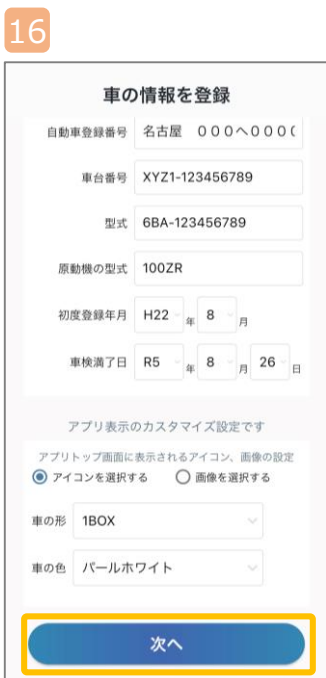 16
車の情報を登録
自動車登録番号 名古屋 000へ000(
車台番号 XYZ1-123456789
型式 6BA-123456789
原動機の型式 100ZR
初度登録年月 H22 年 8 月
車検満了日 R5 年 8 月 26 日
アプリ表示のカスタマイズ設定です
アプリトップ画面に表示されるアイコン、画像の設定
アイコンを選択する 画像を選択する
車の形 1BOX
車の色 パールホワイト
次へ